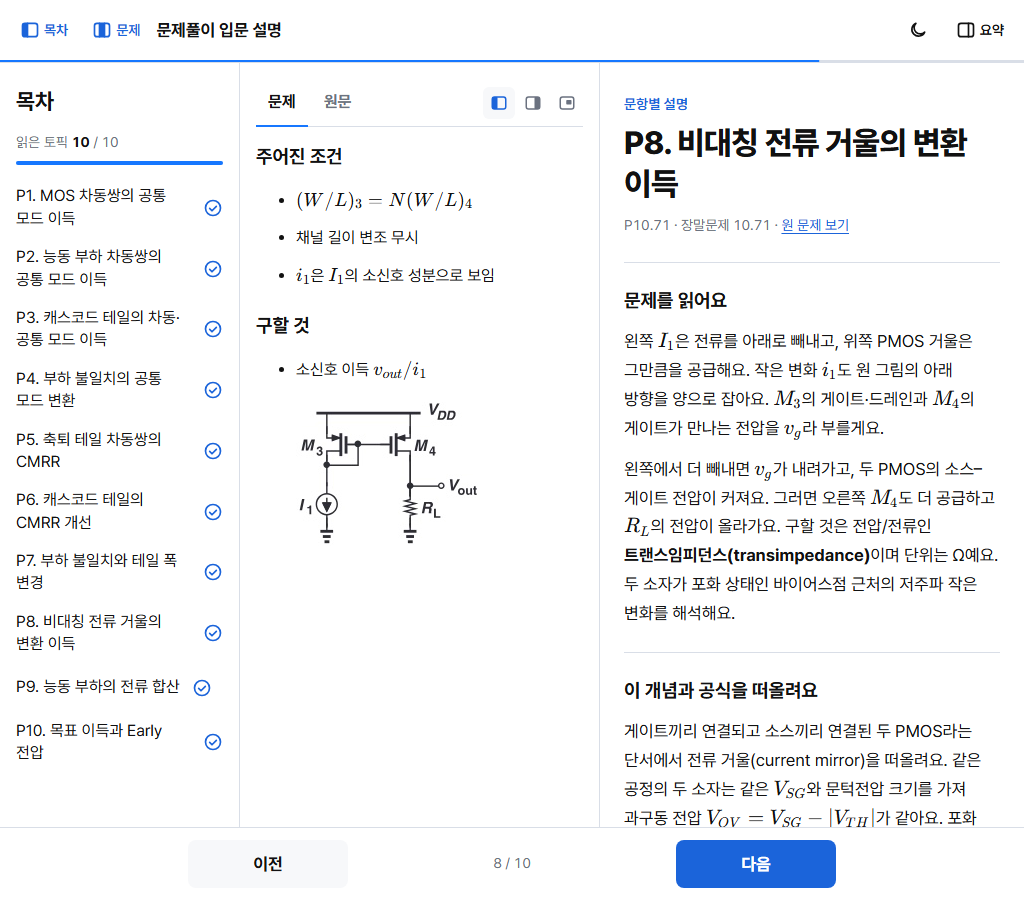 목차
문제
문제풀이 입문 설명
요약
목차
읽은 토픽 10 / 10
P1. MOS 차동쌍의 공통
모드 이득
P2. 능동 부하 차동쌍의
공통 모드 이득
P3. 캐스코드 테일의 차동·
공통 모드 이득
P4. 부하 불일치의 공통
모드 변환
P5. 축퇴 테일 차동쌍의
CMRR
P6. 캐스코드 테일의
CMRR 개선
P7. 부하 불일치와 테일 폭
변경
P8. 비대칭 전류 거울의
변환 이득
P9. 능동 부하의 전류 합산
P10. 목표 이득과 Early
전압
문제
원문
주어진 조건
(W/L)₃ = N(W/L)₄
채널 길이 변조 무시
i₁은 I₁의 소신호 성분으로 보임
구할 것
소신호 이득 v_out/i₁
V_DD
M₃
M₄
V_out
I₁
R_L
문항별 설명
P8. 비대칭 전류 거울의 변환
이득
P10.71 · 장말문제 10.71 · 원 문제 보기
문제를 읽어요
왼쪽 I₁은 전류를 아래로 빼내고, 위쪽 PMOS 거울은
그만큼을 공급해요. 작은 변화 i₁도 원 그림의 아래
방향을 양으로 잡아요. M₃의 게이트·드레인과 M₄의
게이트가 만나는 전압을 v_g라 부를게요.
왼쪽에서 더 빼내면 v_g가 내려가고, 두 PMOS의 소스–
게이트 전압이 커져요. 그러면 오른쪽 M₄도 더 공급하고
R_L의 전압이 올라가요. 구할 것은 전압/전류인
트랜스임피던스(transimpedance)이며 단위는 Ω예요.
두 소자가 포화 상태인 바이어스점 근처의 저주파 작은
변화를 해석해요.
이 개념과 공식을 떠올려요
게이트끼리 연결되고 소스끼리 연결된 두 PMOS라는
단서에서 전류 거울(current mirror)을 떠올려요. 같은
공정의 두 소자는 같은 V_SG와 문턱전압 크기를 가져
과구동 전압 V_OV = V_SG − |V_TH|가 같아요. 포화
이전
8 / 10
다음